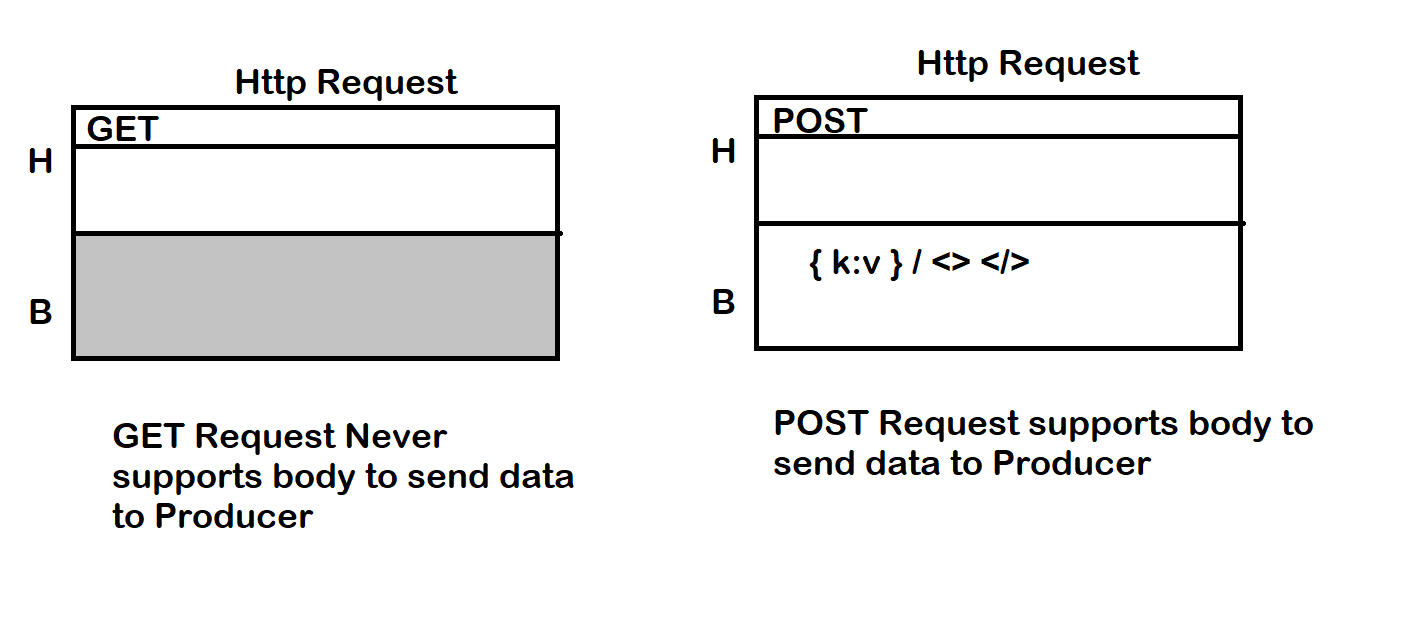 Http Request
GET
H
B
GET Request Never
supports body to send data
to Producer
Http Request
POST
H
{ k:v } / <> </>
B
POST Request supports body to
send data to Producer